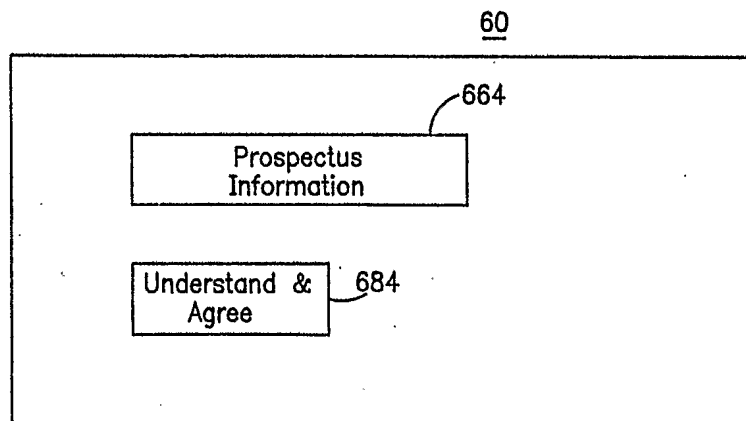 60
664
Prospectus
Information
Understand &
Agree
684